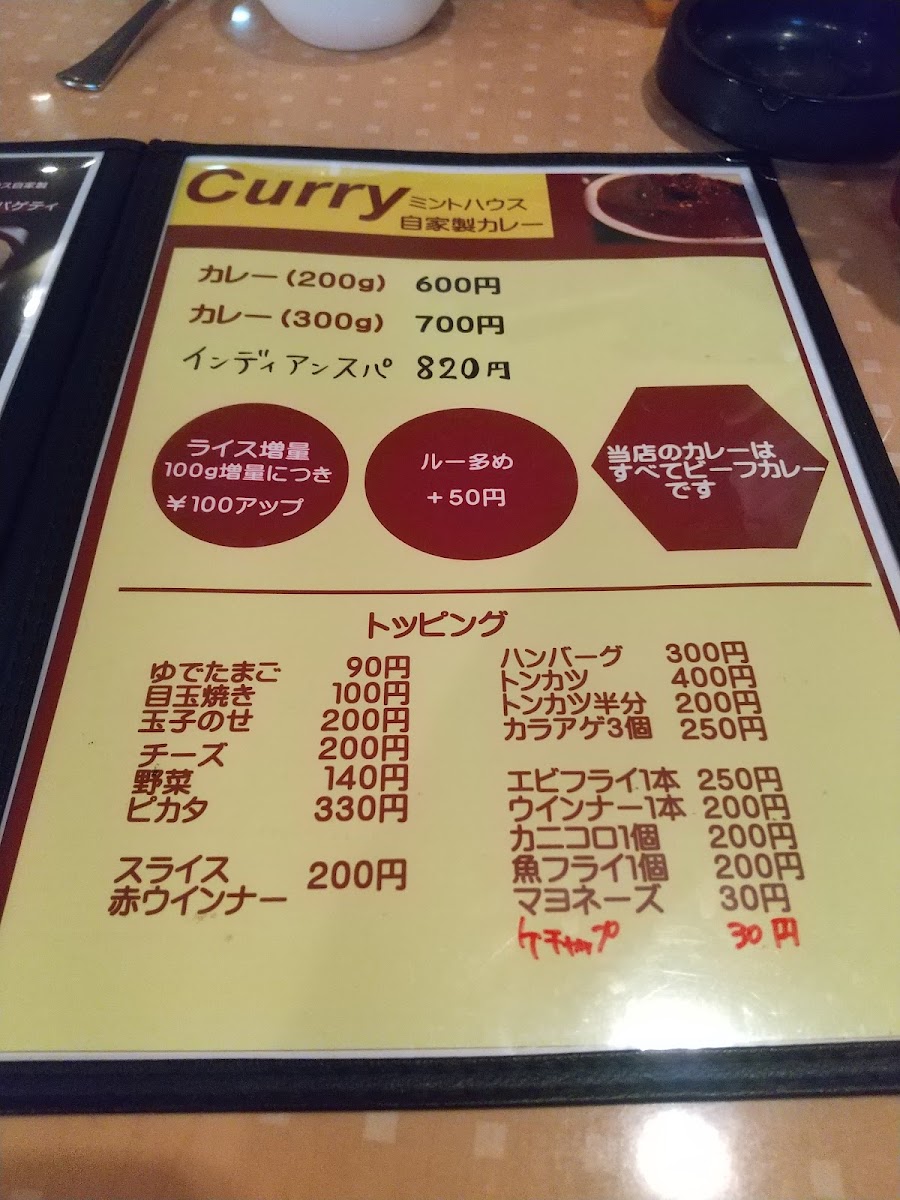 ス自家製
パゲティ
Curry
ミントハウス
自家製カレー
カレー(200g) 600円
カレー(300g) 700円
インディアンスパ 820円
ライス増量
100g増量につき
¥100アップ
ルー多め
+50円
当店のカレーは
すべてビーフカレー
です
トッピング
ゆでたまご 90円
目玉焼き 100円
玉子のせ 200円
チーズ 200円
野菜 140円
ピカタ 330円
スライス
赤ウインナー 200円
ハンバーグ 300円
トンカツ 400円
トンカツ半分 200円
カラアゲ3個 250円
エビフライ1本 250円
ウインナー1本 200円
カニコロ1個 200円
魚フライ1個 200円
マヨネーズ 30円
ケチャップ 30円